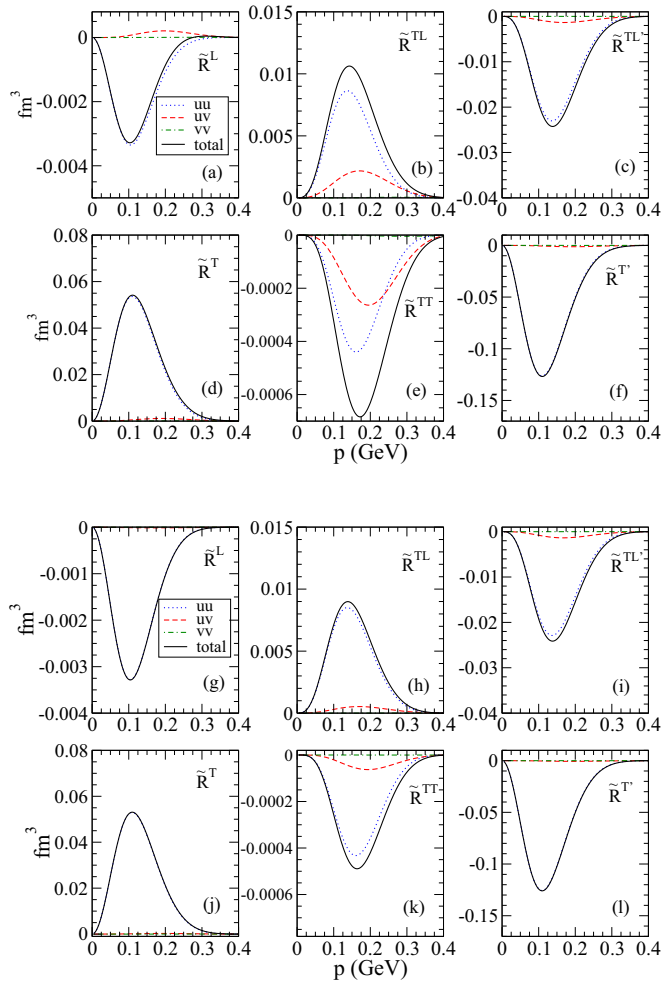 0
-0.002
-0.004
fm³
R̃ᴸ
uu
uv
vv
total
(a)
0 0.1 0.2 0.3 0.4
0.015
0.01
0.005
0
R̃ᵀᴸ
(b)
0 0.1 0.2 0.3 0.4
0
-0.01
-0.02
-0.03
-0.04
R̃ᵀᴸ’
(c)
0 0.1 0.2 0.3 0.4
0.08
0.06
0.04
0.02
0
fm³
R̃ᵀ
(d)
0 0.1 0.2 0.3 0.4
0
-0.0002
-0.0004
-0.0006
R̃ᵀᵀ
(e)
0 0.1 0.2 0.3 0.4
p (GeV)
0
-0.05
-0.1
-0.15
R̃ᵀ’
(f)
0 0.1 0.2 0.3 0.4
0
-0.001
-0.002
-0.003
-0.004
fm³
R̃ᴸ
uu
uv
vv
total
(g)
0 0.1 0.2 0.3 0.4
0.015
0.01
0.005
0
R̃ᵀᴸ
(h)
0 0.1 0.2 0.3 0.4
0
-0.01
-0.02
-0.03
-0.04
R̃ᵀᴸ’
(i)
0 0.1 0.2 0.3 0.4
0.08
0.06
0.04
0.02
0
fm³
R̃ᵀ
(j)
0 0.1 0.2 0.3 0.4
0
-0.0002
-0.0004
-0.0006
R̃ᵀᵀ
(k)
0 0.1 0.2 0.3 0.4
p (GeV)
0
-0.05
-0.1
-0.15
R̃ᵀ’
(l)
0 0.1 0.2 0.3 0.4